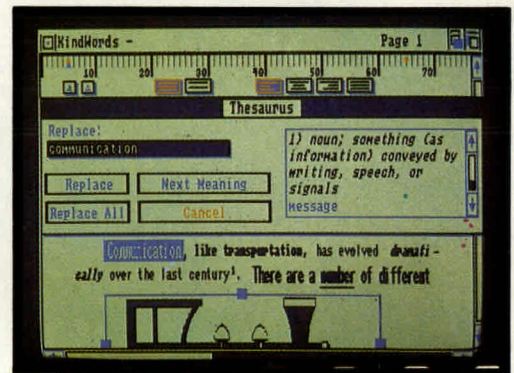 KindWords - Page 1
10 20 30 40 50 60 70
Thesaurus
Replace:
communication
Replace Next Meaning
Replace All Cancel
1) noun; something (as
information) conveyed by
writing, speech, or
signals
message
Communication, like transportation, has evolved dramati-
cally over the last century¹. There are a number of different